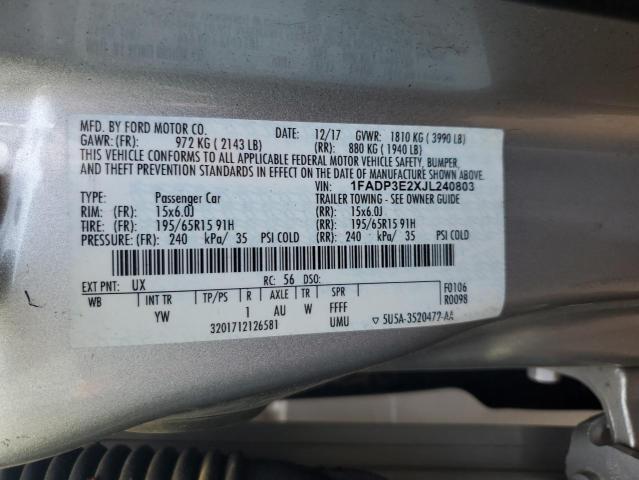 MFD. BY FORD MOTOR CO. DATE: 12/17 GVWR: 1810 KG ( 3990 LB)
GAWR: (FR): 972 KG ( 2143 LB) (RR): 880 KG ( 1940 LB)
THIS VEHICLE CONFORMS TO ALL APPLICABLE FEDERAL MOTOR VEHICLE SAFETY, BUMPER,
AND THEFT PREVENTION STANDARDS IN EFFECT ON THE DATE OF MANUFACTURE SHOWN ABOVE.
VIN: 1FADP3E2XJL240803
TYPE: Passenger Car TRAILER TOWING - SEE OWNER GUIDE
RIM: (FR) 15x6.0J (RR): 15x6.0J
TIRE: (FR) 195/65R15 91H (RR): 195/65R15 91H
PRESSURE: (FR) 240 kPa/ 35 PSI COLD (RR): 240 kPa/ 35 PSI COLD
EXT PNT: UX RC: 56 DSO: F0106
WB INT TR TP/PS R AXLE TR SPR R0098
YW 1 AU W FFFF
3201712126581 UMU ▽ 5U5A-3520472-AA